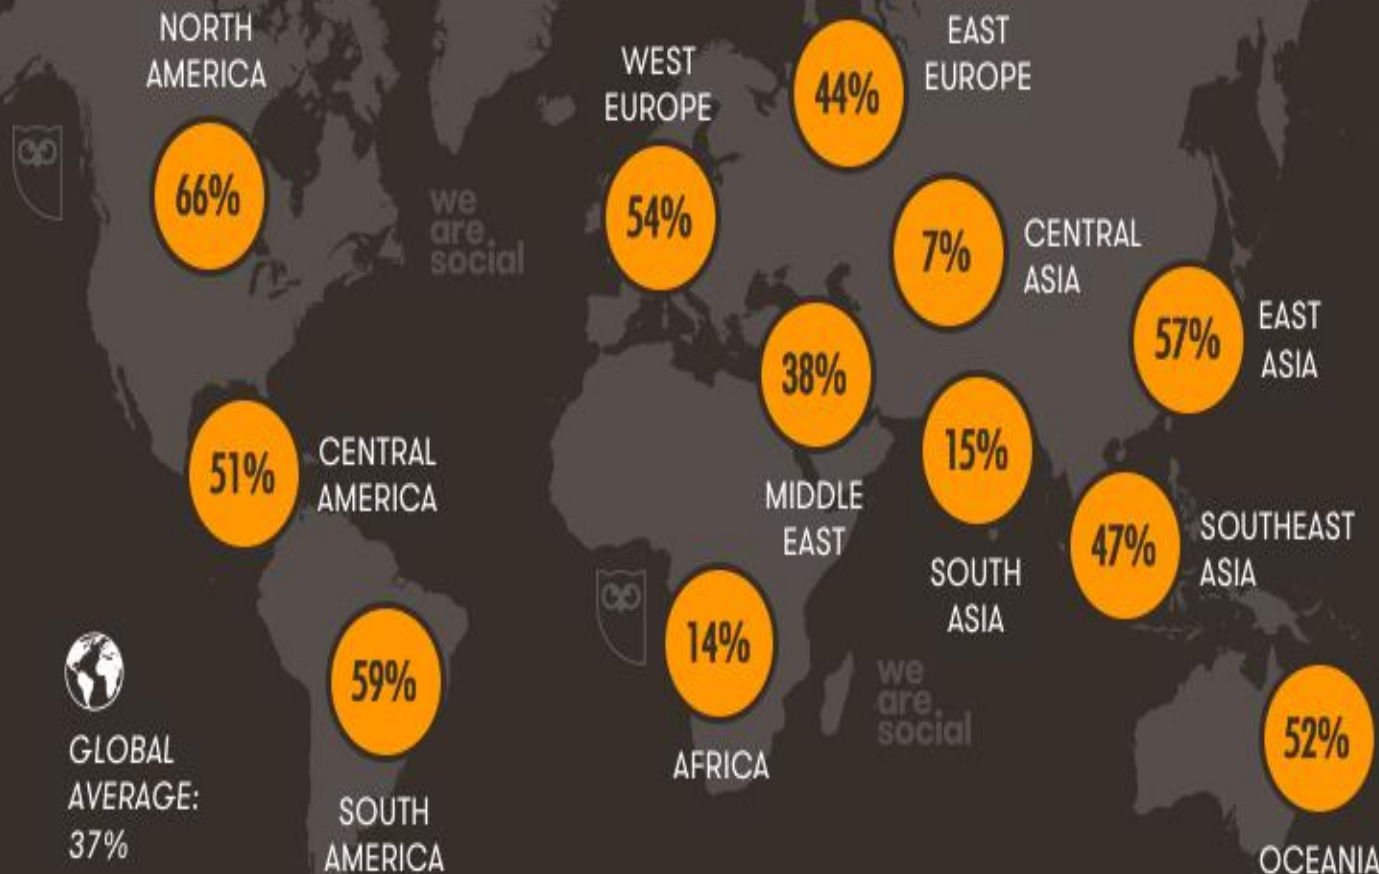 NORTH
AMERICA
66%
WEST
EUROPE
54%
44%
EAST
EUROPE
7%
CENTRAL
ASIA
57%
EAST
ASIA
we
are.
social
51%
CENTRAL
AMERICA
38%
MIDDLE
EAST
15%
SOUTH
ASIA
47%
SOUTHEAST
ASIA
59%
SOUTH
AMERICA
14%
AFRICA
we
are.
social
52%
OCEANIA
GLOBAL
AVERAGE:
37%